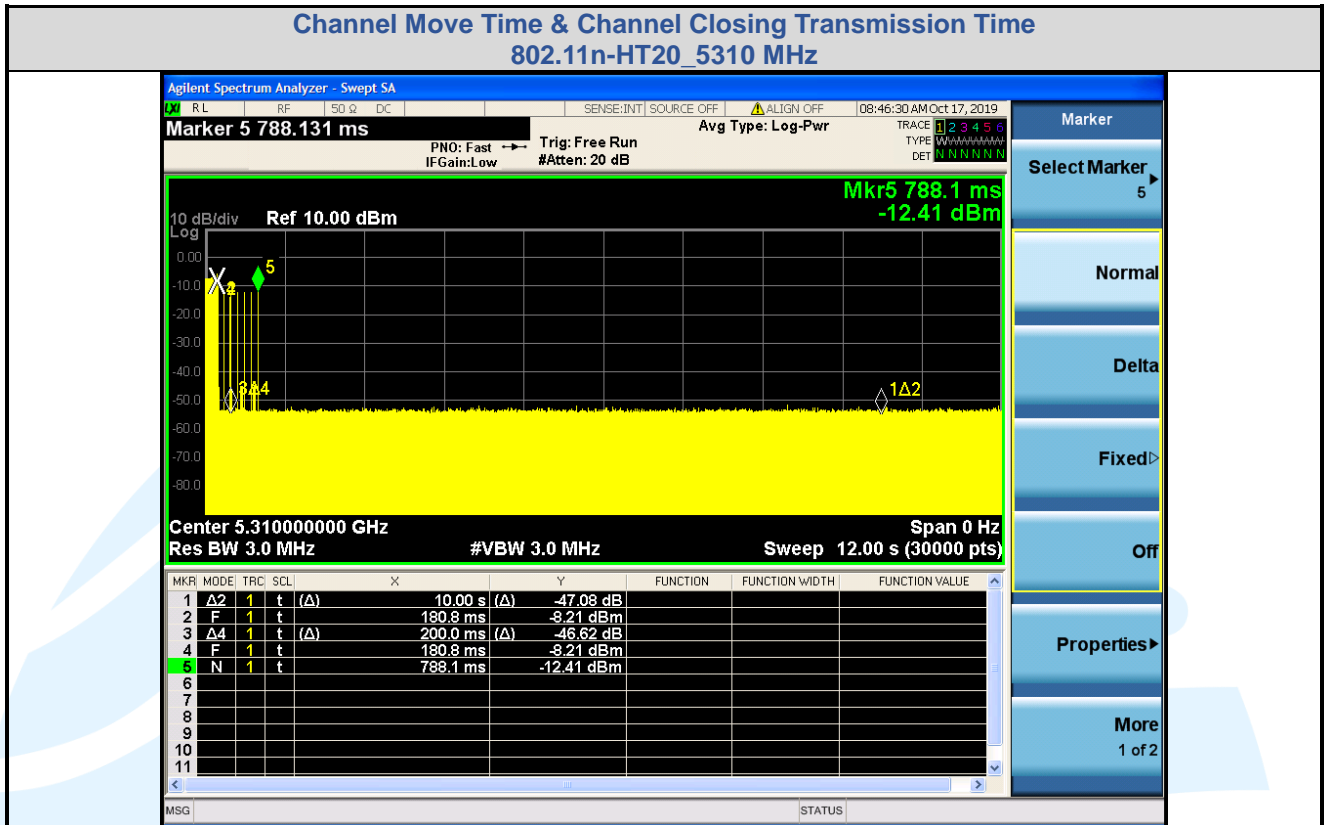 Channel Move Time & Channel Closing Transmission Time
802.11n-HT20_5310 MHz
Agilent Spectrum Analyzer - Swept SA
LXI RL RF 50 Ω DC SENSE:INT SOURCE OFF ALIGN OFF 08:46:30 AM Oct 17, 2019
Marker 5 788.131 ms
PNO: Fast
IFGain:Low
Trig: Free Run
#Atten: 20 dB
Avg Type: Log-Pwr
TRACE 1 2 3 4 5 6
TYPE WWWWWW
DET N N N N N N
Mkr5 788.1 ms
-12.41 dBm
10 dB/div Ref 10.00 dBm
Log
0.00
-10.0
-20.0
-30.0
-40.0
-50.0
-60.0
-70.0
-80.0
5
3Δ4
1Δ2
Center 5.310000000 GHz Span 0 Hz
Res BW 3.0 MHz #VBW 3.0 MHz Sweep 12.00 s (30000 pts)
MKR MODE TRC SCL X Y FUNCTION FUNCTION WIDTH FUNCTION VALUE
1 Δ2 1 t (Δ) 10.00 s (Δ) -47.08 dB
2 F 1 t 180.8 ms -8.21 dBm
3 Δ4 1 t (Δ) 200.0 ms (Δ) -46.62 dB
4 F 1 t 180.8 ms -8.21 dBm
5 N 1 t 788.1 ms -12.41 dBm
6
7
8
9
10
11
MSG STATUS
Marker
Select Marker
5
Normal
Delta
Fixed
Off
Properties
More
1 of 2